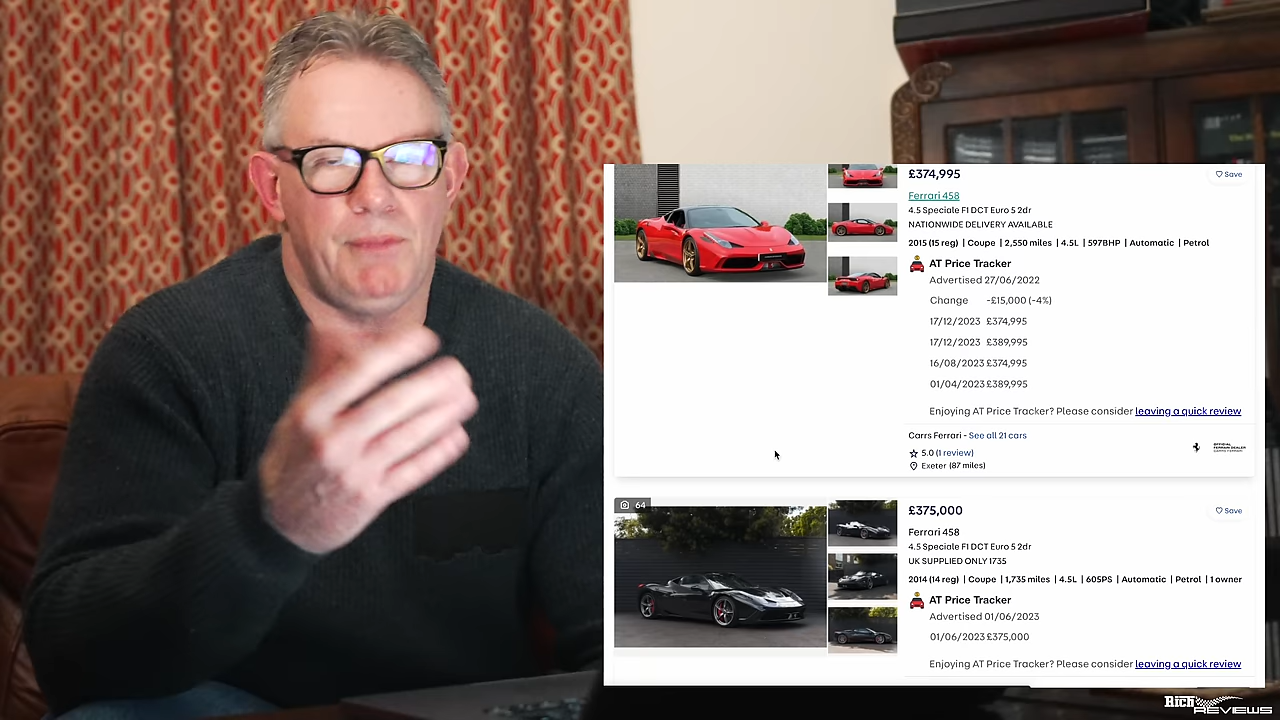 £374,995
Save
Ferrari 458
4.5 Speciale F1 DCT Euro 5 2dr
NATIONWIDE DELIVERY AVAILABLE
2015 (15 reg) | Coupe | 2,550 miles | 4.5L | 597BHP | Automatic | Petrol
AT Price Tracker
Advertised 27/06/2022
Change -£15,000 (-4%)
17/12/2023 £374,995
17/12/2023 £389,995
16/08/2023 £374,995
01/04/2023 £389,995
Enjoying AT Price Tracker? Please consider leaving a quick review
Carrs Ferrari - See all 21 cars
5.0 (1 review)
Exeter (87 miles)
OFFICIAL
FERRARI DEALER
CARRS FERRARI
64
£375,000
Save
Ferrari 458
4.5 Speciale F1 DCT Euro 5 2dr
UK SUPPLIED ONLY 1735
2014 (14 reg) | Coupe | 1,735 miles | 4.5L | 605PS | Automatic | Petrol | 1 owner
AT Price Tracker
Advertised 01/06/2023
01/06/2023 £375,000
Enjoying AT Price Tracker? Please consider leaving a quick review
Rich
REVIEWS